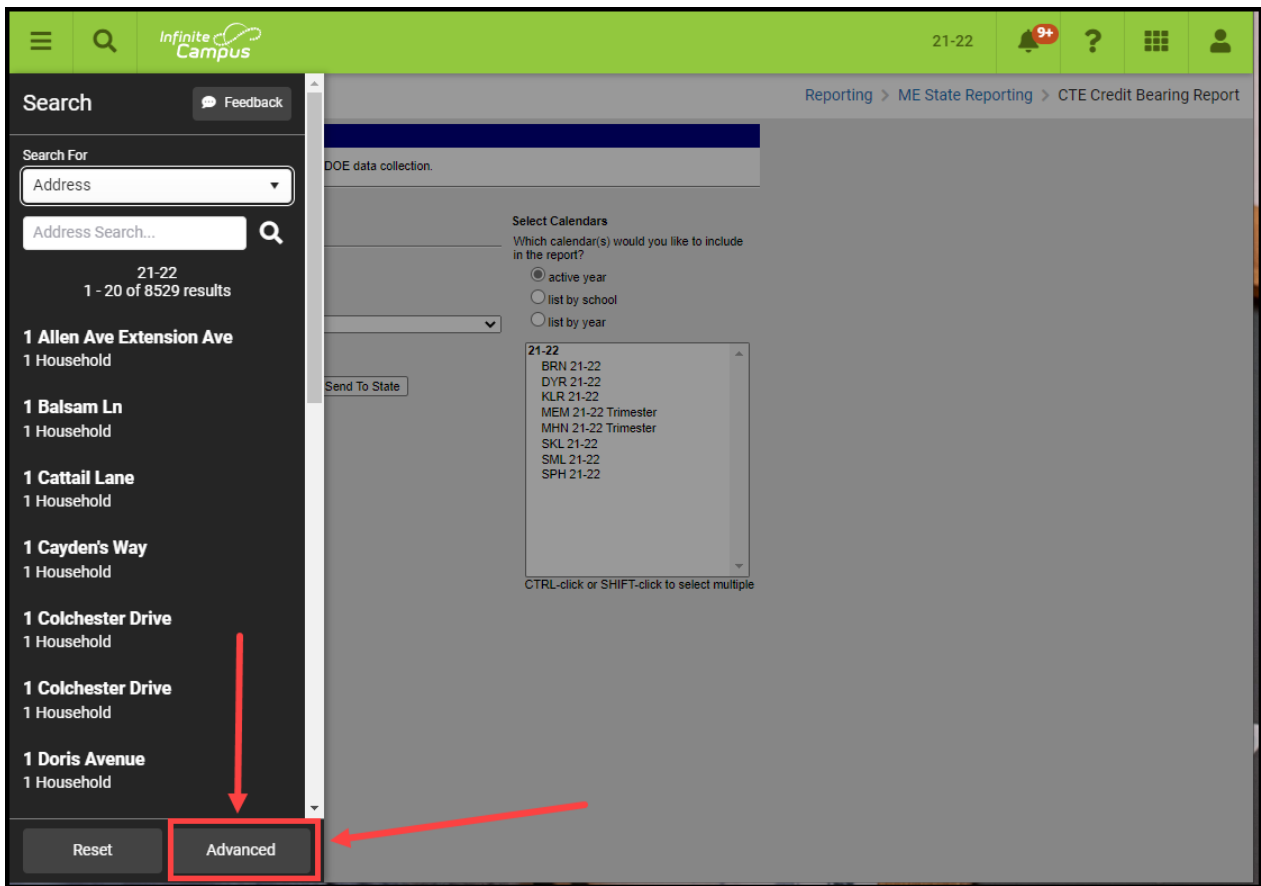 Infinite
Campus
21-22
9+
?
Search
Feedback
Reporting > ME State Reporting > CTE Credit Bearing Report
Search For
Address
Address Search...
21-22
1 - 20 of 8529 results
1 Allen Ave Extension Ave
1 Household
1 Balsam Ln
1 Household
1 Cattail Lane
1 Household
1 Cayden's Way
1 Household
1 Colchester Drive
1 Household
1 Colchester Drive
1 Household
1 Doris Avenue
1 Household
Reset
Advanced
DOE data collection.
Send To State
Select Calendars
Which calendar(s) would you like to include
in the report?
active year
list by school
list by year
21-22
BRN 21-22
DYR 21-22
KLR 21-22
MEM 21-22 Trimester
MHN 21-22 Trimester
SKL 21-22
SML 21-22
SPH 21-22
CTRL-click or SHIFT-click to select multiple